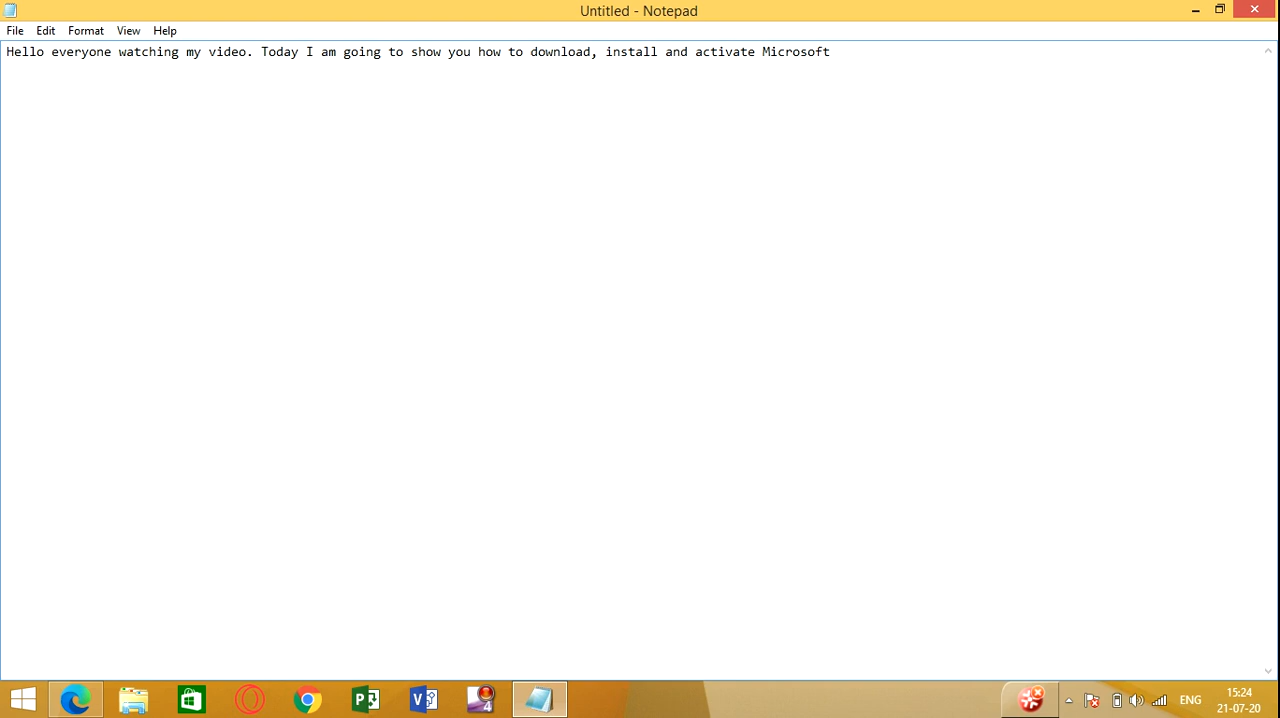 Untitled - Notepad
File Edit Format View Help
Hello everyone watching my video. Today I am going to show you how to download, install and activate Microsoft
ENG
15:24
21-07-20